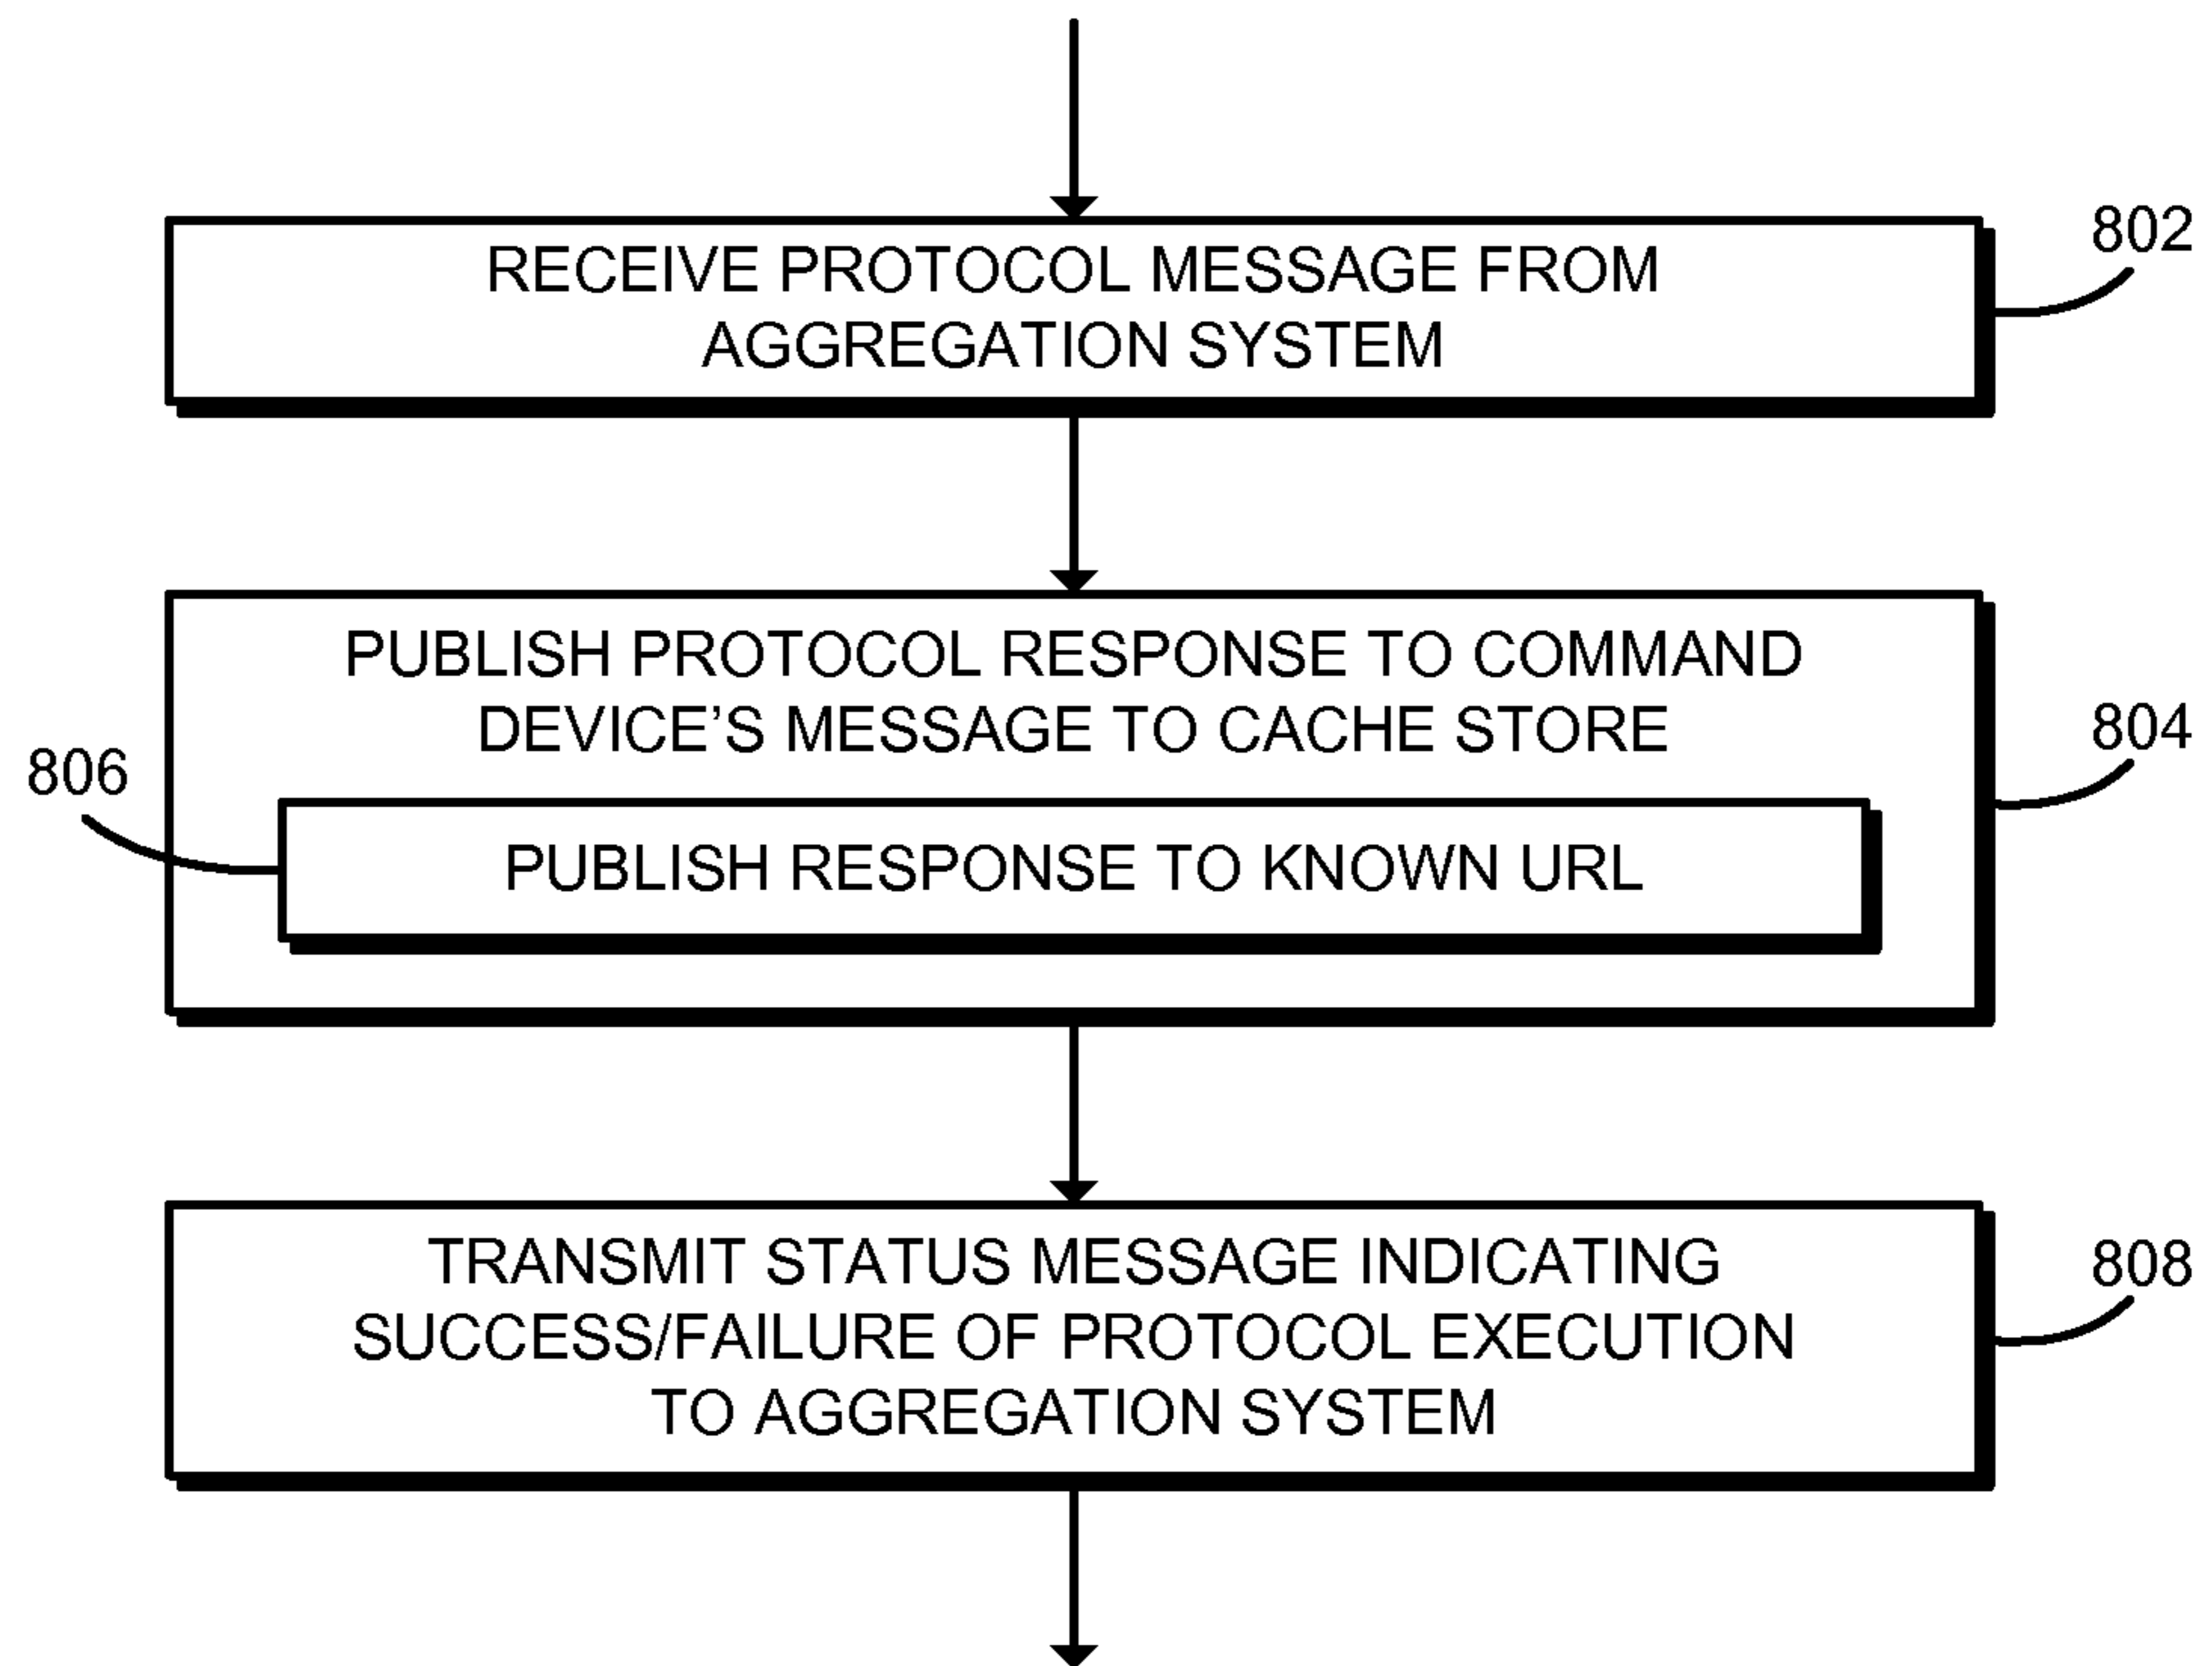 RECEIVE PROTOCOL MESSAGE FROM
AGGREGATION SYSTEM
802
PUBLISH PROTOCOL RESPONSE TO COMMAND
DEVICE'S MESSAGE TO CACHE STORE
804
806
PUBLISH RESPONSE TO KNOWN URL
TRANSMIT STATUS MESSAGE INDICATING
SUCCESS/FAILURE OF PROTOCOL EXECUTION
TO AGGREGATION SYSTEM
808